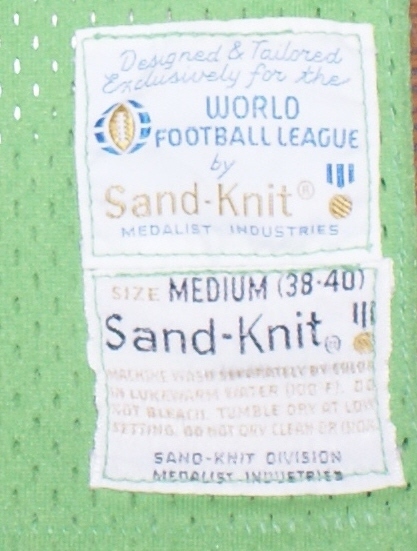 Designed & Tailored
Exclusively for the
WORLD
FOOTBALL LEAGUE
by
Sand-Knit®
MEDALIST INDUSTRIES
SIZE MEDIUM (38-40)
Sand-Knit®
MACHINE WASH SEPARATELY BY COLOR
IN LUKEWARM WATER (100 F). DO
NOT BLEACH. TUMBLE DRY AT LOW
SETTING. DO NOT DRY CLEAN OR IRON.
SAND-KNIT DIVISION
MEDALIST INDUSTRIES